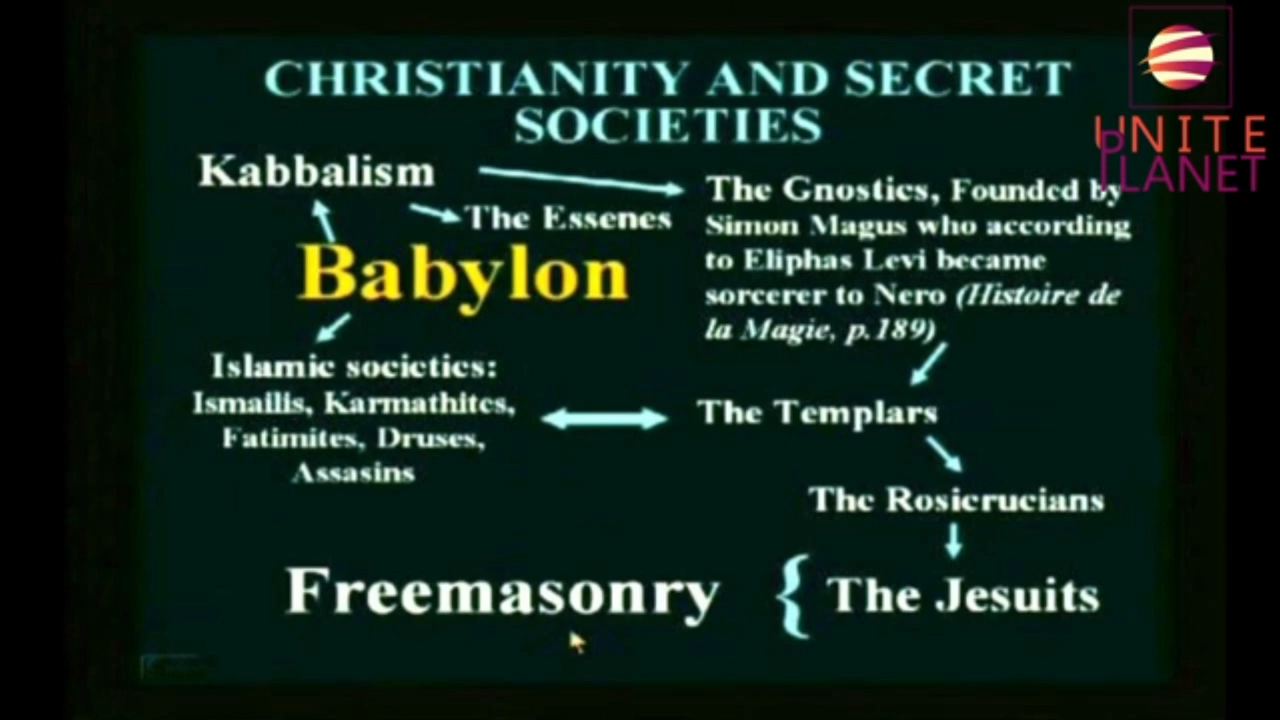 CHRISTIANITY AND SECRET
SOCIETIES
Kabbalism
The Essenes
Babylon
The Gnostics, Founded by
Simon Magus who according
to Eliphas Levi became
sorcerer to Nero (Histoire de
la Magie, p.189)
Islamic societies:
Ismailis, Karmathites,
Fatimites, Druses,
Assasins
The Templars
The Rosicrucians
Freemasonry { The Jesuits
UNITE
PLANET